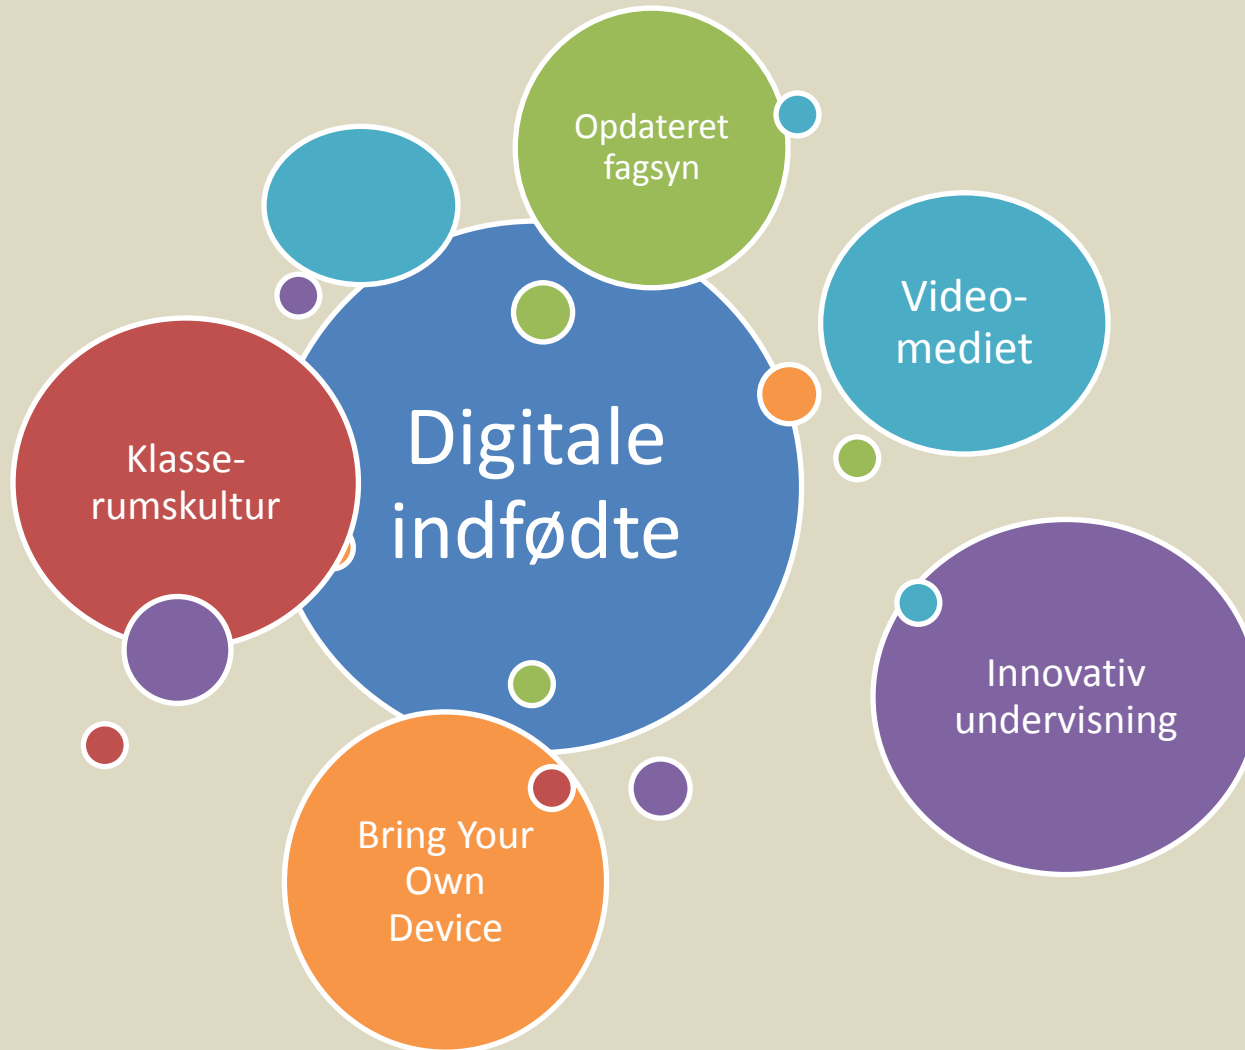 Opdateret
fagsyn
Video-
mediet
Digitale
indfødte
Klasse-
rumskultur
Innovativ
undervisning
Bring Your
Own
Device